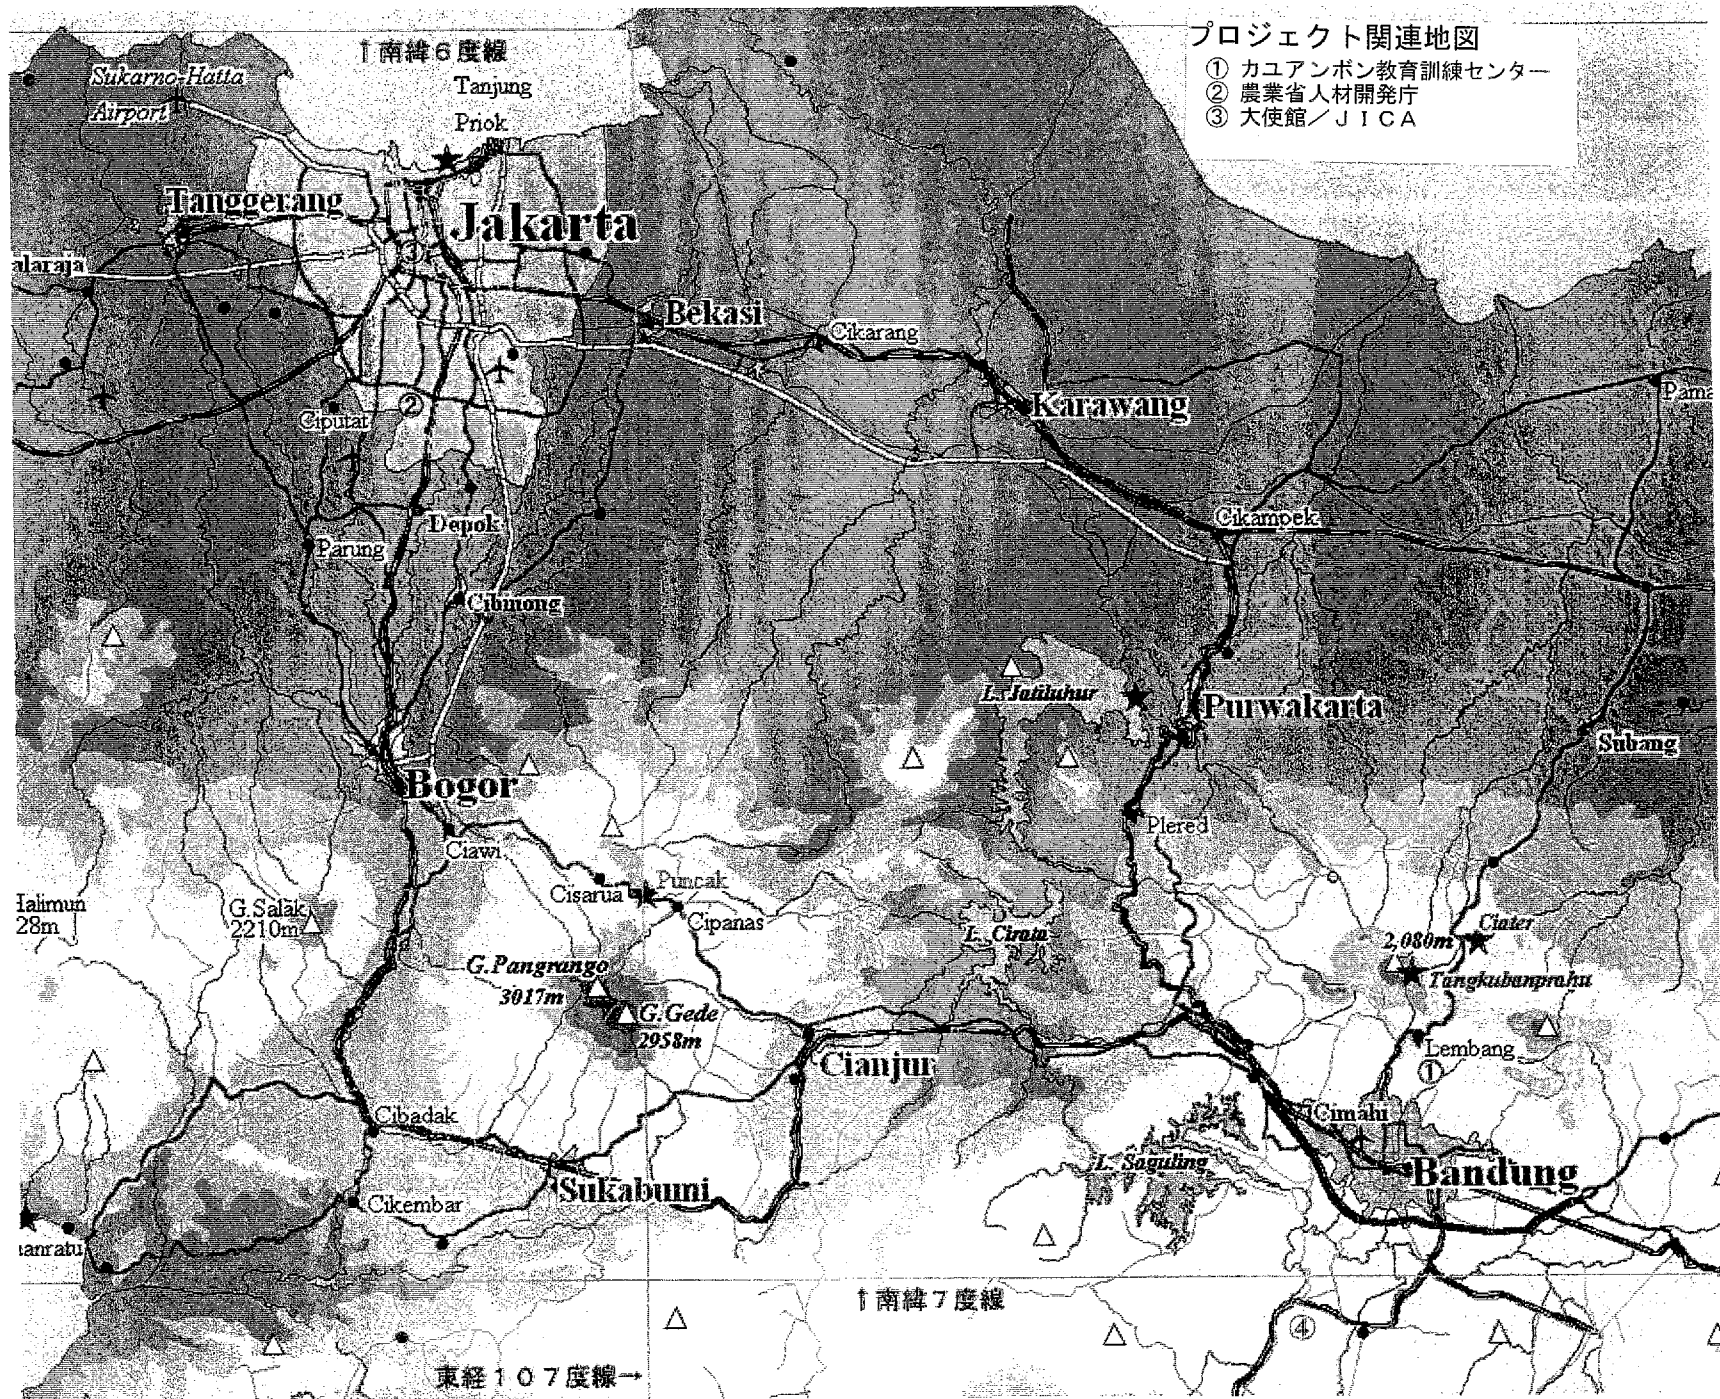 プロジェクト関連地図
① カユアンボン教育訓練センター
② 農業省人材開発庁
③ 大使館／ＪＩＣＡ
↑南緯６度線
Sukarno-Hatta
Airport
Tanjung
Priok
Tanggerang
Jakarta
③
alaraja
Bekasi
Cikarang
Karawang
Pama
②
Ciputat
Depok
Parung
Cikampek
Cibinong
L. Jatiluhur
Purwakarta
Subang
Bogor
Plered
Ciawi
Cisarua
Puncak
Cipanas
Halimun
28m
G.Salak
2210m
L. Cirata
Ciater
2,080m
Tangkubanprahu
G.Pangrango
3017m
G.Gede
2958m
Lembang
①
Cianjur
Cibadak
Cimahi
L. Saguling
Bandung
Sukabumi
Cikembar
anratu
↑南緯７度線
④
東経１０７度線→